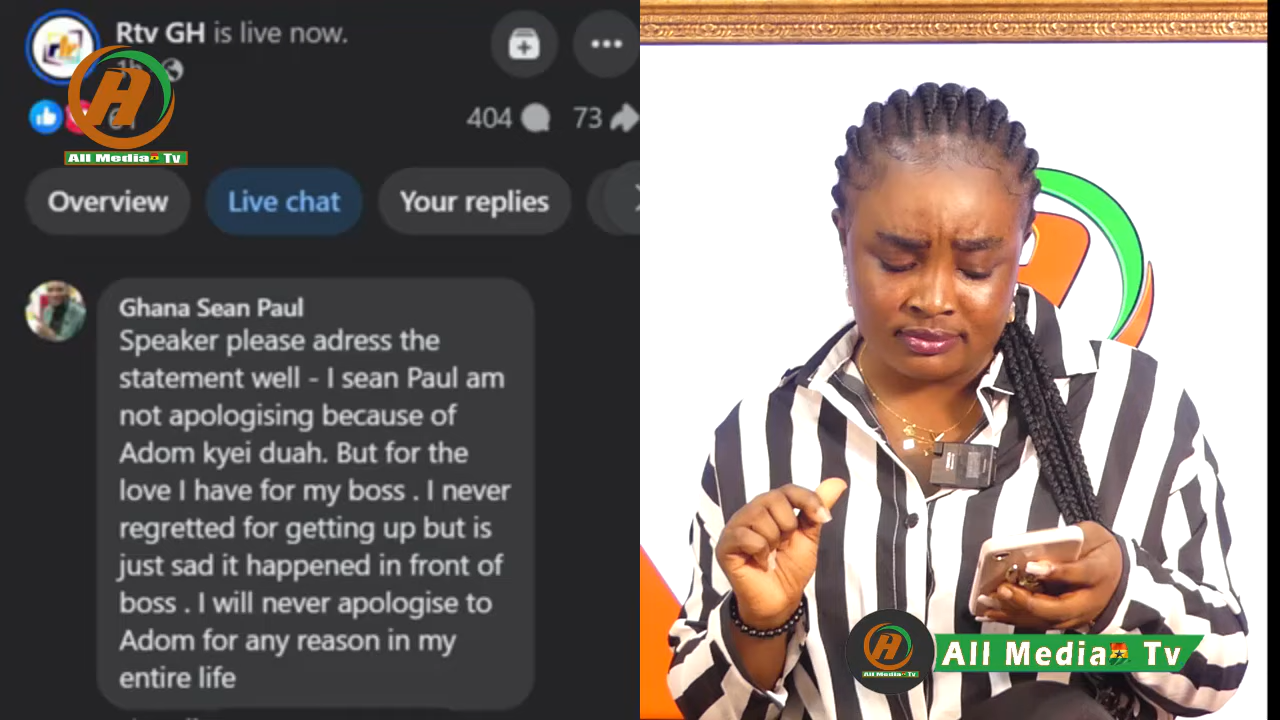 Rtv GH is live now.
404
73
All Media Tv
Overview
Live chat
Your replies
Ghana Sean Paul
Speaker please adress the
statement well - I sean Paul am
not apologising because of
Adom kyei duah. But for the
love I have for my boss . I never
regretted for getting up but is
just sad it happened in front of
boss . I will never apologise to
Adom for any reason in my
entire life
All Media Tv
All Media Tv